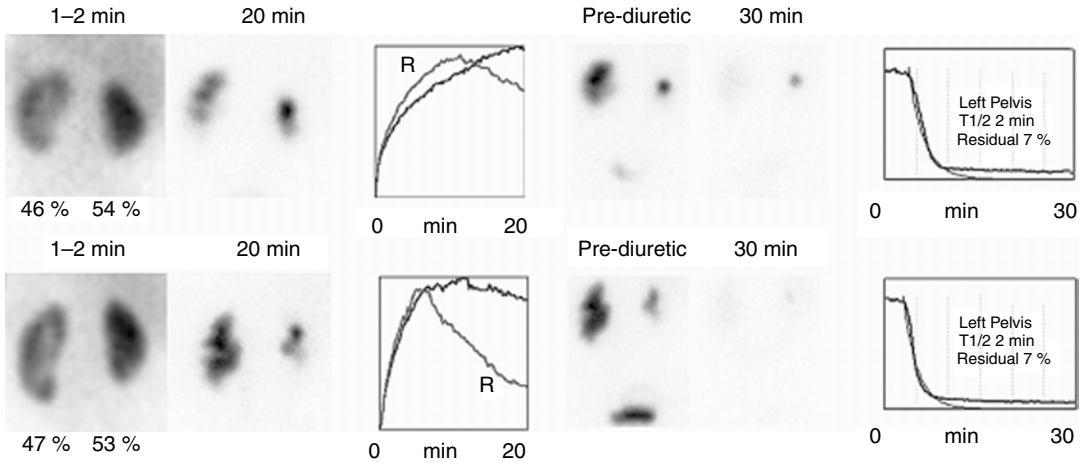 1–2 min 20 min Pre-diuretic 30 min
R
Left Pelvis
T1/2 2 min
Residual 7 %
46 % 54 %
0 min 20
0 min 30
1–2 min 20 min Pre-diuretic 30 min
Left Pelvis
T1/2 2 min
Residual 7 %
R
47 % 53 %
0 min 20
0 min 30